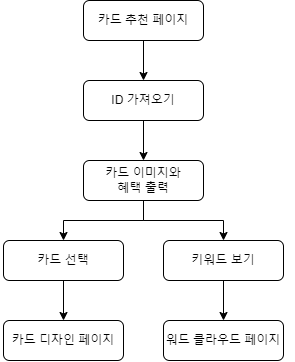 카드 추천 페이지
ID 가져오기
카드 이미지와
혜택 출력
카드 선택
키워드 보기
카드 디자인 페이지
워드 클라우드 페이지